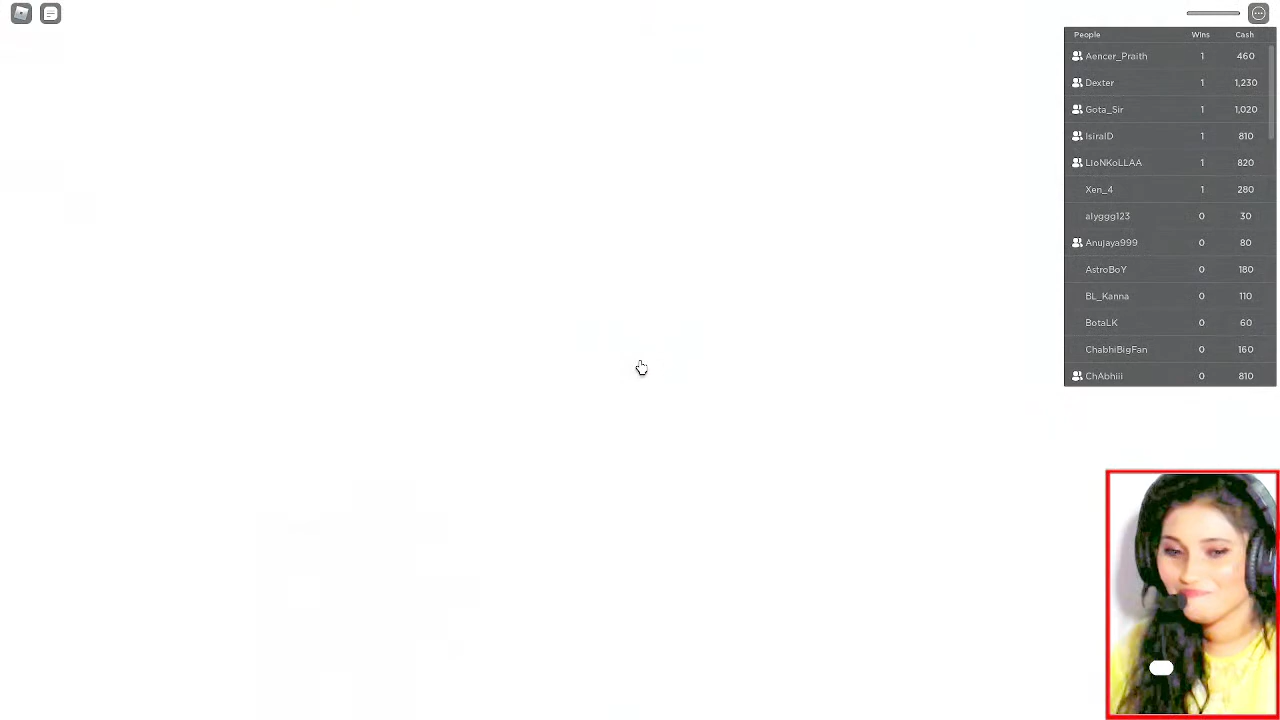 People Wins Cash
Aencer_Praith 1 460
Dexter 1 1,230
Gota_Sir 1 1,020
IsiraID 1 810
LIoNKoLLAA 1 820
Xen_4 1 280
alyggg123 0 30
Anujaya999 0 80
AstroBoY 0 180
BL_Kanna 0 110
BotaLK 0 60
ChabhiBigFan 0 160
ChAbhiii 0 810